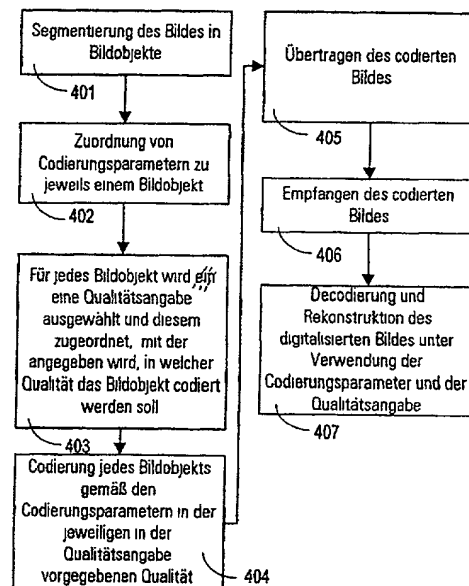 Segmentierung des Bildes in
Bildobjekte
401
Zuordnung von
Codierungsparametern zu
jeweils einem Bildobjekt
402
Für jedes Bildobjekt wird ein
eine Qualitätsangabe
ausgewählt und diesem
zugeordnet, mit der
angegeben wird, in welcher
Qualität das Bildobjekt codiert
werden soll
403
Codierung jedes Bildobjekts
gemäß den
Codierungsparametern in der
jeweiligen in der
Qualitätsangabe
vorgegebenen Qualität
404
Übertragen des codierten
Bildes
405
Empfangen des codierten
Bildes
406
Decodierung und
Rekonstruktion des
digitalisierten Bildes unter
Verwendung der
Codierungsparameter und der
Qualitätsangabe
407